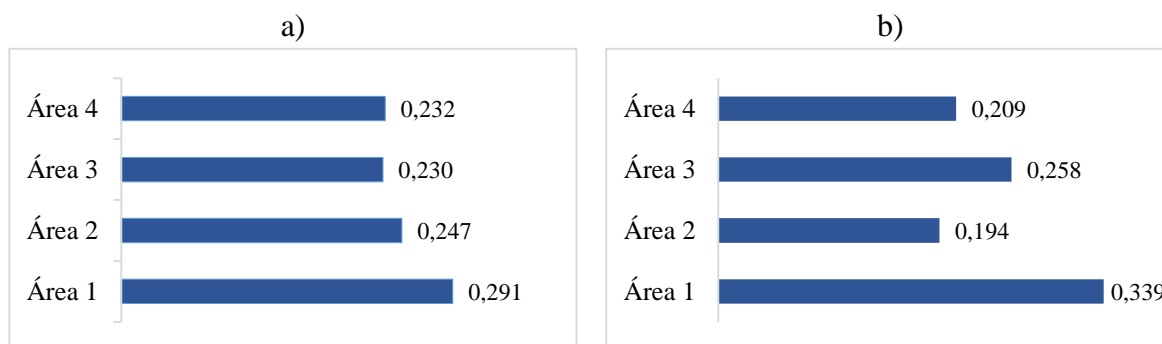 a)
Área 4 0,232
Área 3 0,230
Área 2 0,247
Área 1 0,291
b)
Área 4 0,209
Área 3 0,258
Área 2 0,194
Área 1 0,339